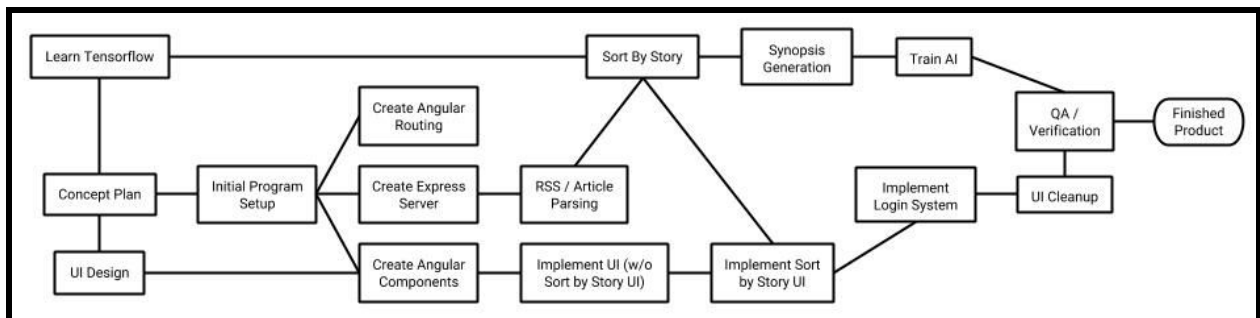 Learn Tensorflow
Sort By Story
Synopsis
Generation
Train AI
Create Angular
Routing
QA /
Verification
Finished
Product
Concept Plan
Initial Program
Setup
Create Express
Server
RSS / Article
Parsing
Implement
Login System
UI Cleanup
UI Design
Create Angular
Components
Implement UI (w/o
Sort by Story UI)
Implement Sort
by Story UI